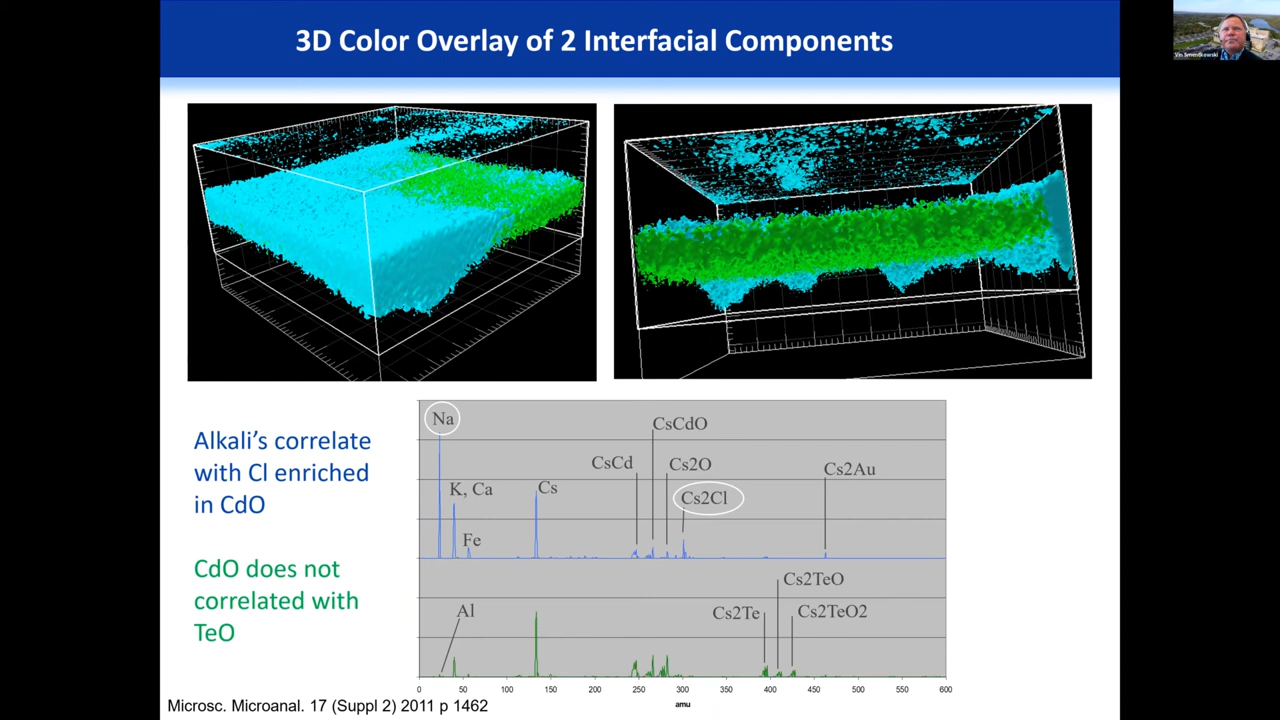 3D Color Overlay of 2 Interfacial Components
Vin Smentkowski
Alkali's correlate
with Cl enriched
in CdO
CdO does not
correlated with
TeO
Na
K, Ca
Fe
Cs
CsCd
CsCdO
Cs2O
Cs2Cl
Cs2Au
Al
Cs2Te
Cs2TeO
Cs2TeO2
0 50 100 150 200 250 300 350 400 450 500 550 600
amu
Microsc. Microanal. 17 (Suppl 2) 2011 p 1462